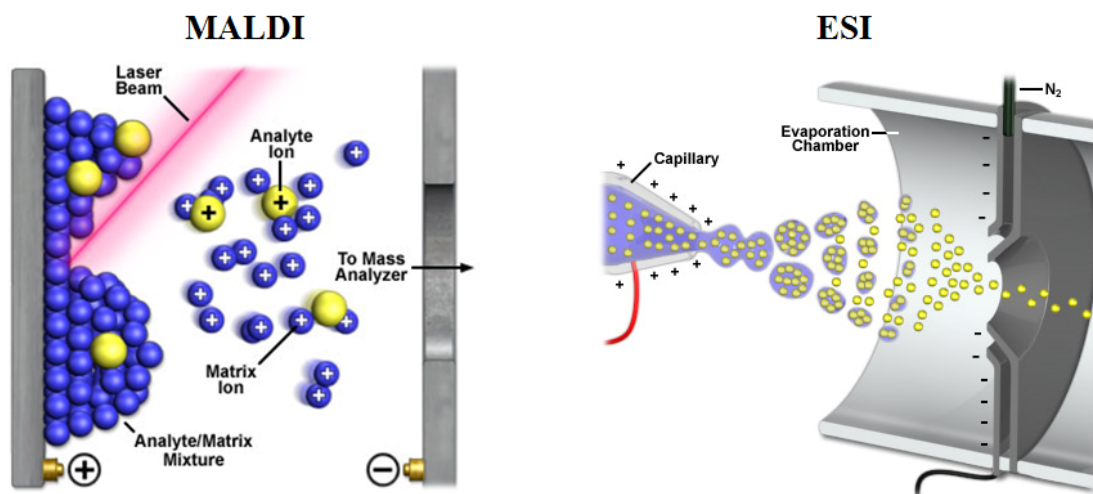 MALDI
Laser
Beam
Analyte
Ion
To Mass
Analyzer
Matrix
Ion
Analyte/Matrix
Mixture
+
−
ESI
N₂
Evaporation
Chamber
Capillary